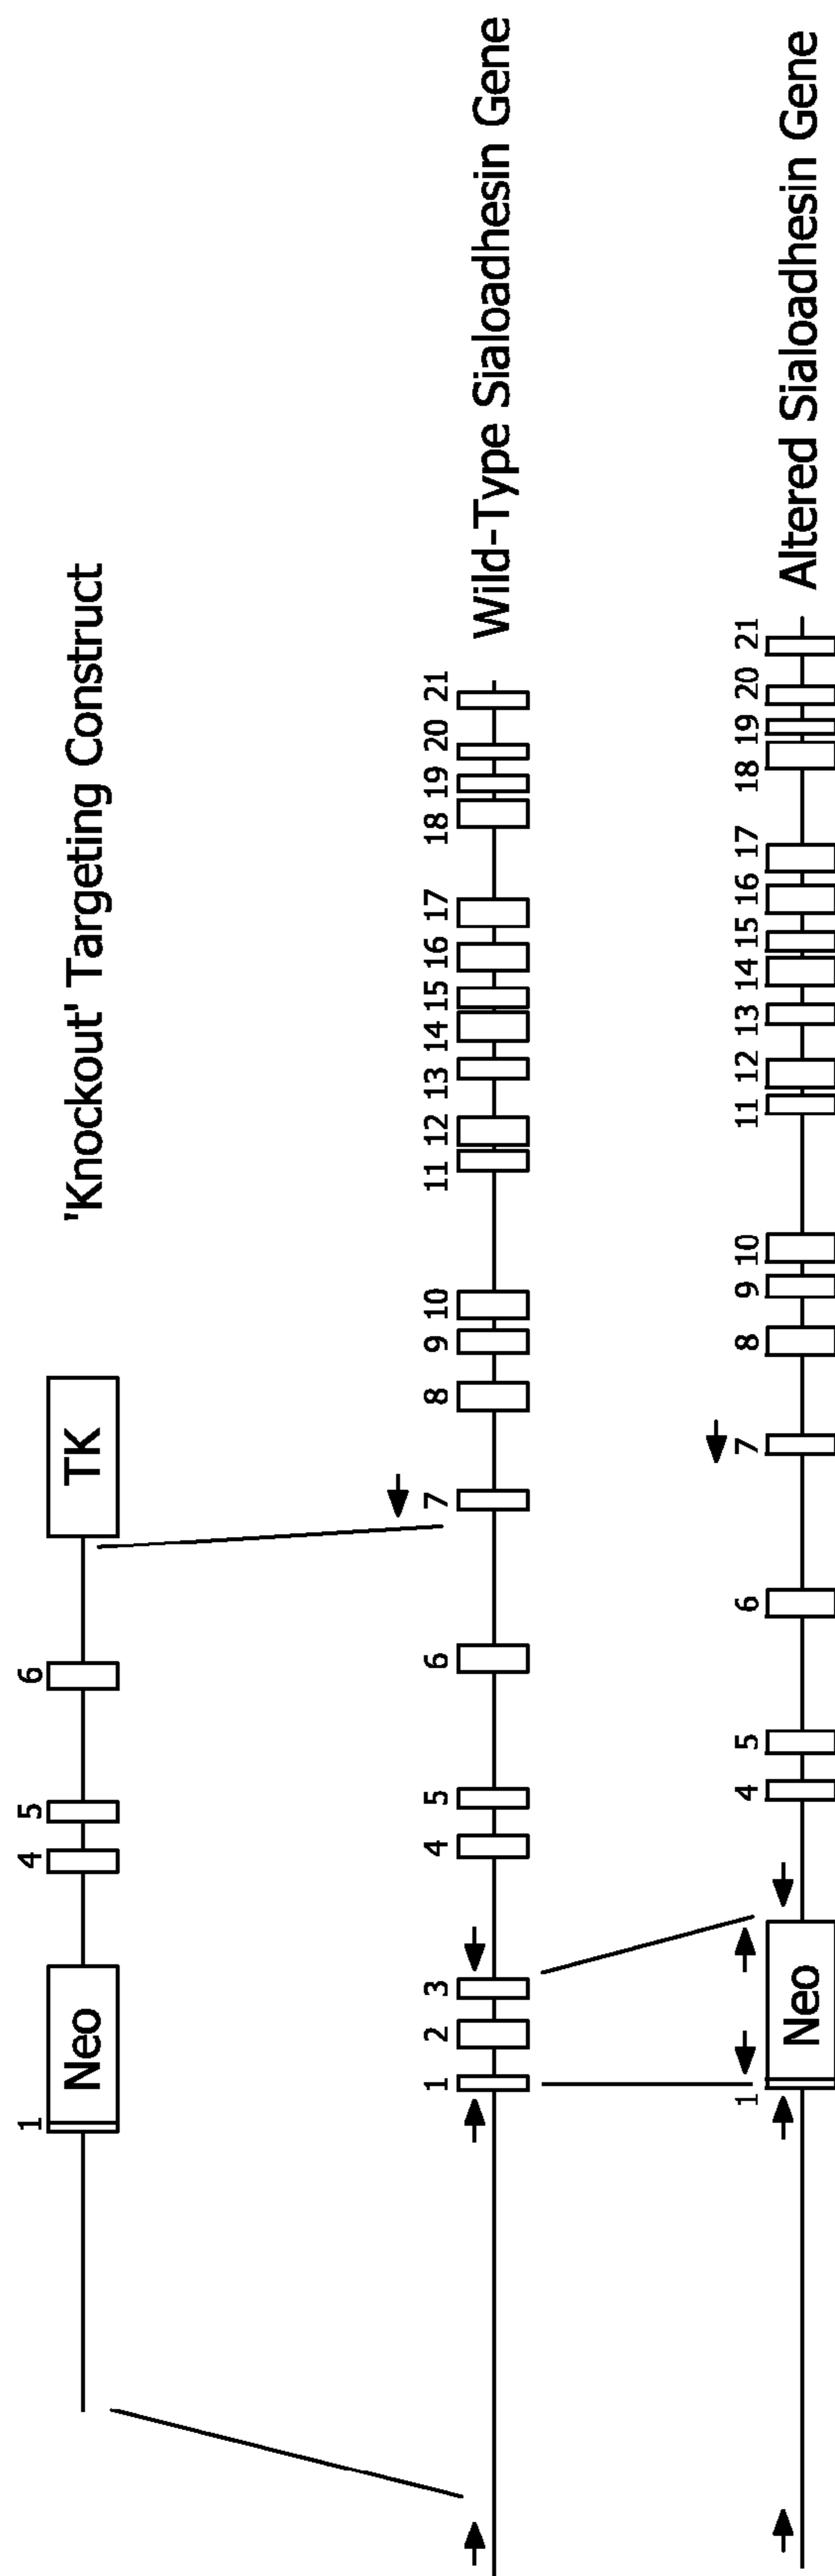 'Knockout' Targeting Construct
1 Neo 4 5 6 TK
Wild-Type Sialoadhesin Gene
1 2 3 4 5 6 7 8 9 10 11 12 13 14 15 16 17 18 19 20 21
Altered Sialoadhesin Gene
1 Neo 4 5 6 7 8 9 10 11 12 13 14 15 16 17 18 19 20 21